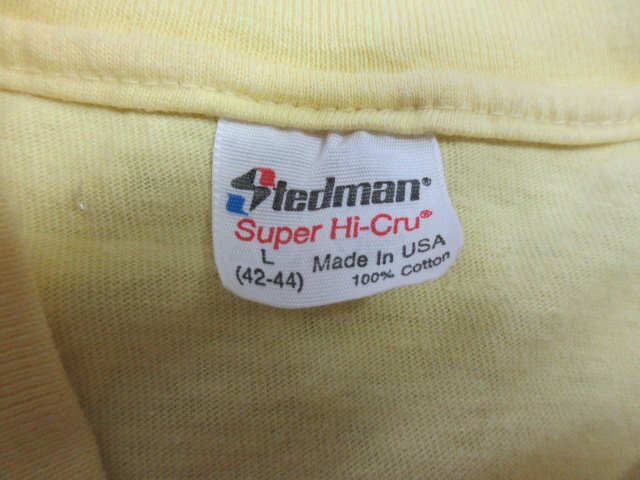 Stedman®
Super Hi-Cru®
L Made In USA
(42-44) 100% Cotton